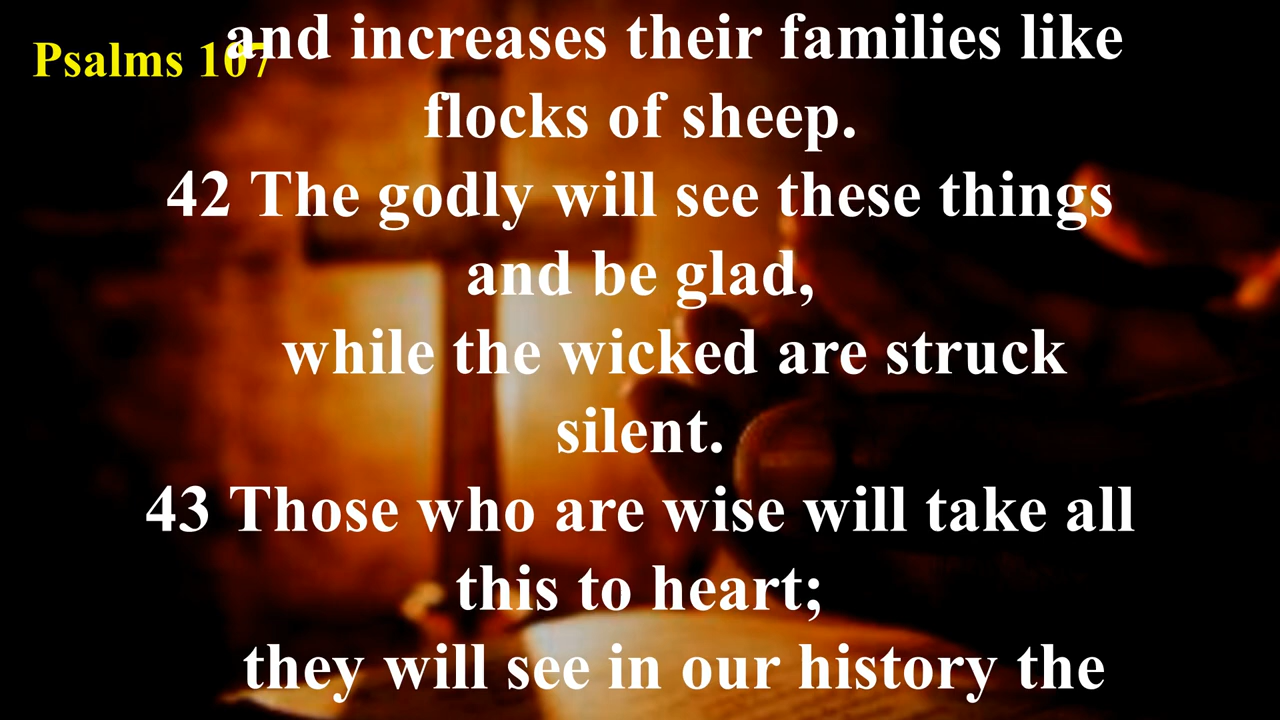 Psalms 107
and increases their families like
flocks of sheep.
42 The godly will see these things
and be glad,
while the wicked are struck
silent.
43 Those who are wise will take all
this to heart;
they will see in our history the